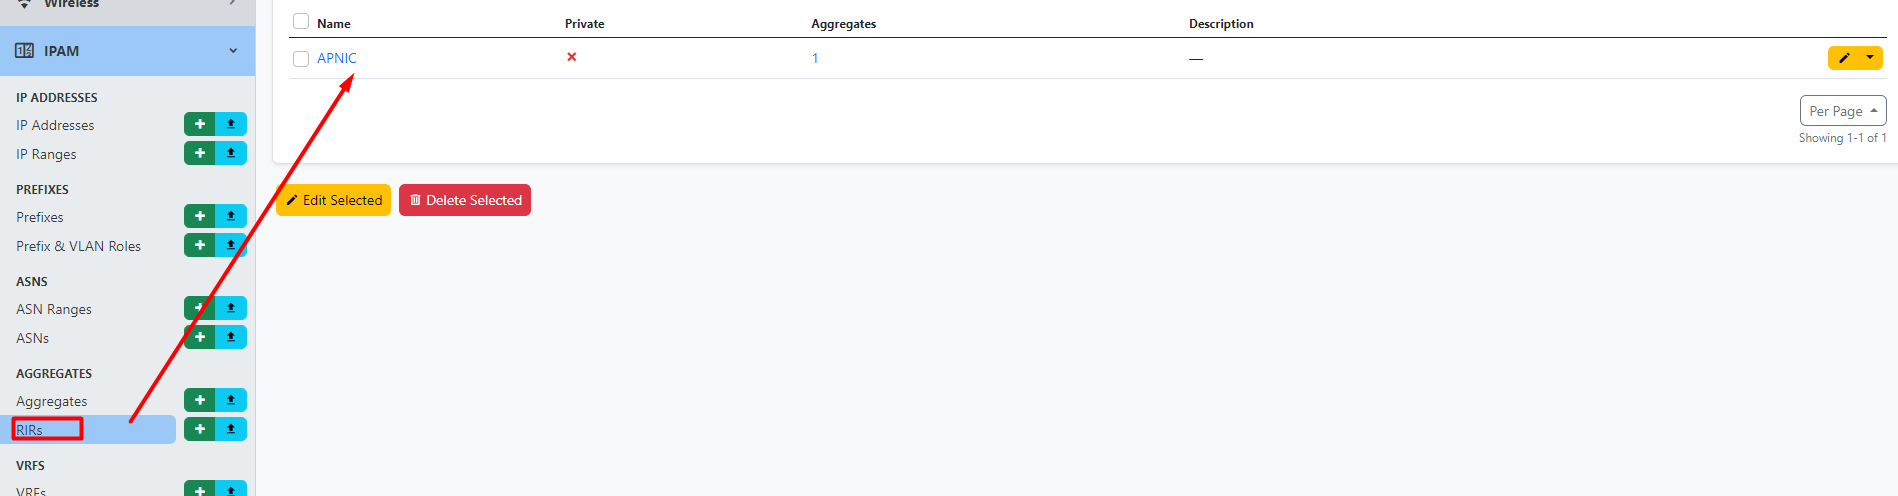 Wireless
IPAM
IP ADDRESSES
IP Addresses
IP Ranges
PREFIXES
Prefixes
Prefix & VLAN Roles
ASNS
ASN Ranges
ASNs
AGGREGATES
Aggregates
RIRs
VRFS
VRFs
Name Private Aggregates Description
APNIC 1 —
Per Page
Showing 1-1 of 1
Edit Selected Delete Selected